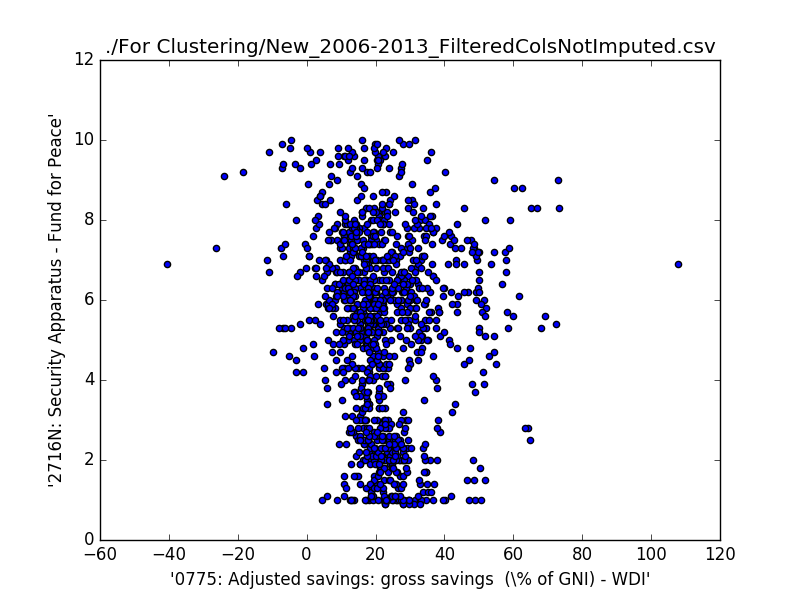 ./For Clustering/New_2006-2013_FilteredColsNotImputed.csv
12
10
8
6
4
2
0
'2716N: Security Apparatus - Fund for Peace'
−60 −40 −20 0 20 40 60 80 100 120
'0775: Adjusted savings: gross savings (\% of GNI) - WDI'